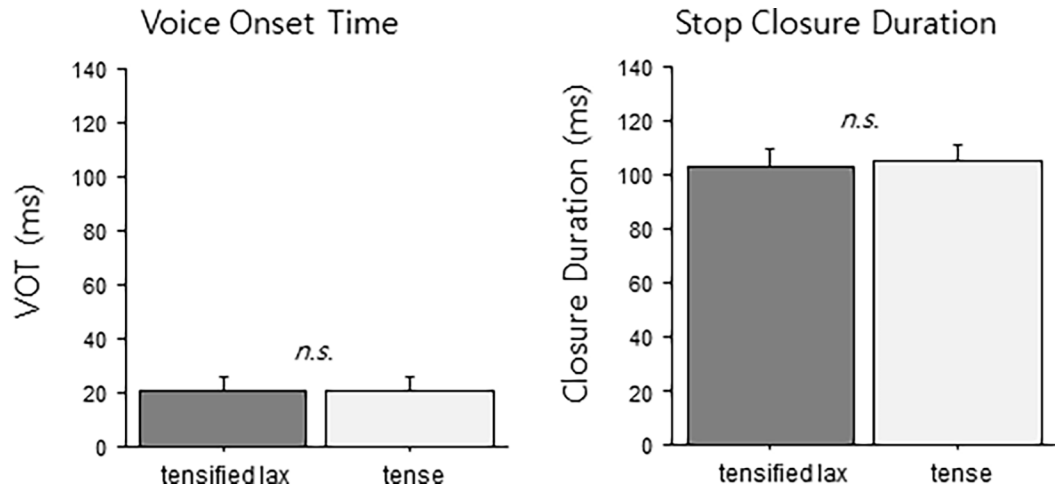 Voice Onset Time
VOT (ms)
140
120
100
80
60
40
20
0
n.s.
tensified lax
tense
Stop Closure Duration
Closure Duration (ms)
140
120
100
80
60
40
20
0
n.s.
tensified lax
tense